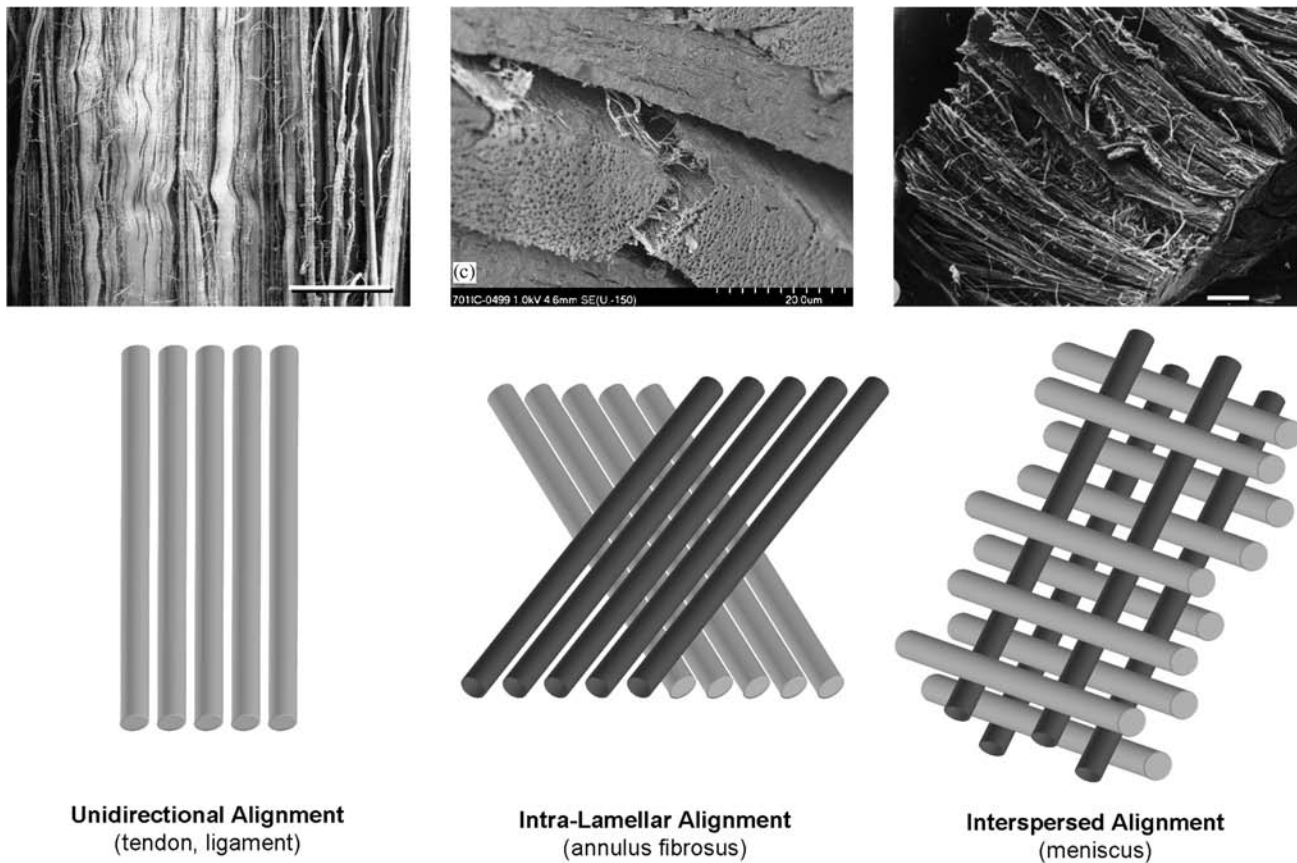 (c)
701IC-0499 1.0kV 4.6mm SE(U.-150)
20.0um
Unidirectional Alignment
(tendon, ligament)
Intra-Lamellar Alignment
(annulus fibrosus)
Interspersed Alignment
(meniscus)